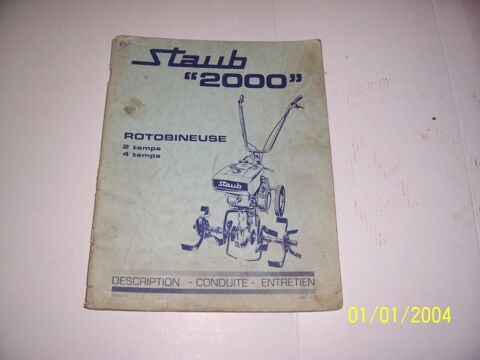 Staub
"2000"
ROTOBINEUSE
2 temps
4 temps
Staub
DESCRIPTION - CONDUITE - ENTRETIEN
01/01/2004